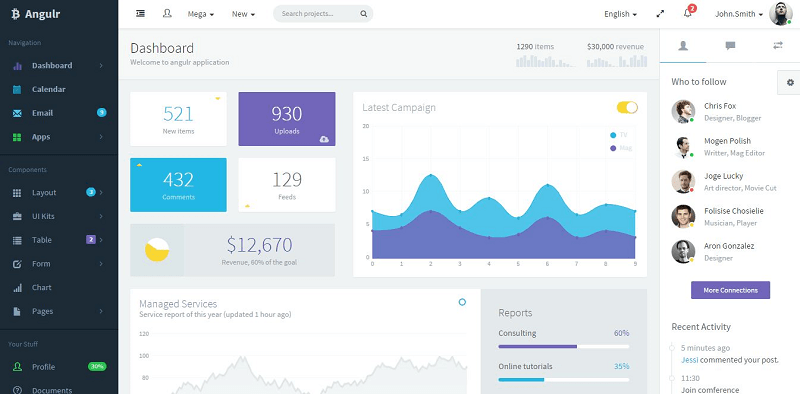 Angulr
Mega
New
Search projects...
English
2
John.Smith
Navigation
Dashboard
Calendar
Email
9
Apps
Components
Layout
3
UI Kits
Table
2
Form
Chart
Pages
Your Stuff
Profile
30%
Documents
Dashboard
Welcome to angulr application
1290 items
$30,000 revenue
521
New items
930
Uploads
432
Comments
129
Feeds
$12,670
Revenue, 60% of the goal
Latest Campaign
TV
Mag
20
15
10
5
0
0 1 2 3 4 5 6 7 8 9
Managed Services
Service report of this year (updated 1 hour ago)
120
100
80
Reports
Consulting 60%
Online tutorials 35%
Who to follow
Chris Fox
Designer, Blogger
Mogen Polish
Writter, Mag Editor
Joge Lucky
Art director, Movie Cut
Folisise Chosielie
Musician, Player
Aron Gonzalez
Designer
More Connections
Recent Activity
5 minutes ago
Jessi commented your post.
11:30
Join conference